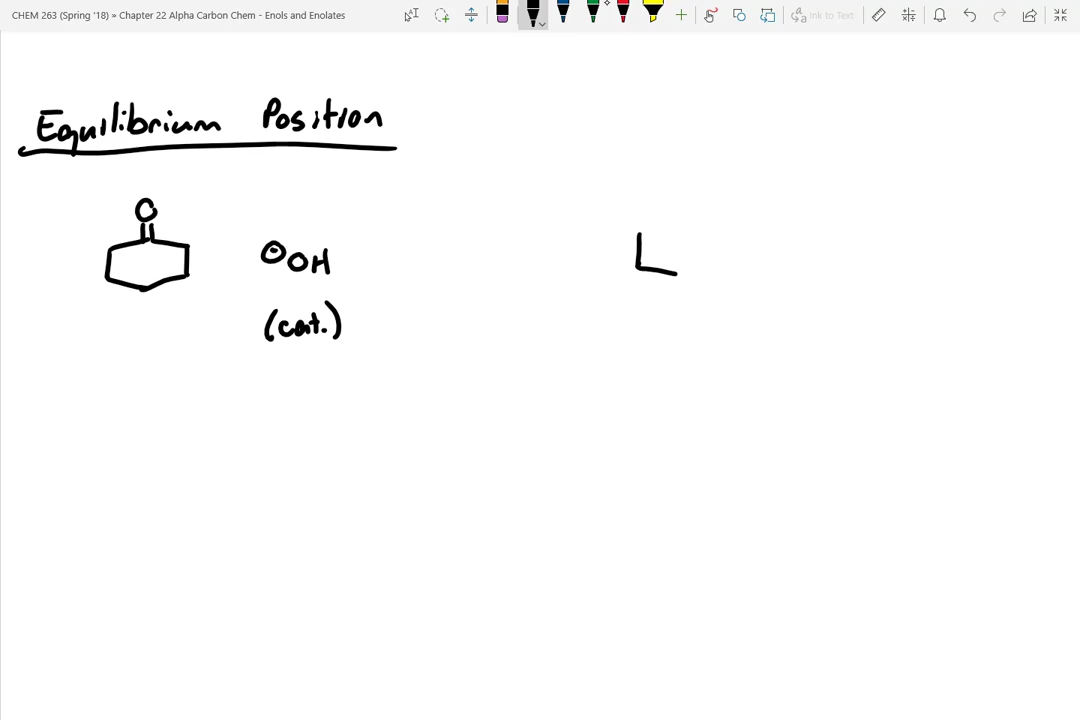 CHEM 263 (Spring '18) » Chapter 22 Alpha Carbon Chem - Enols and Enolates
Ink to Text
Equilibrium Position
O
⊖OH
(cat.)